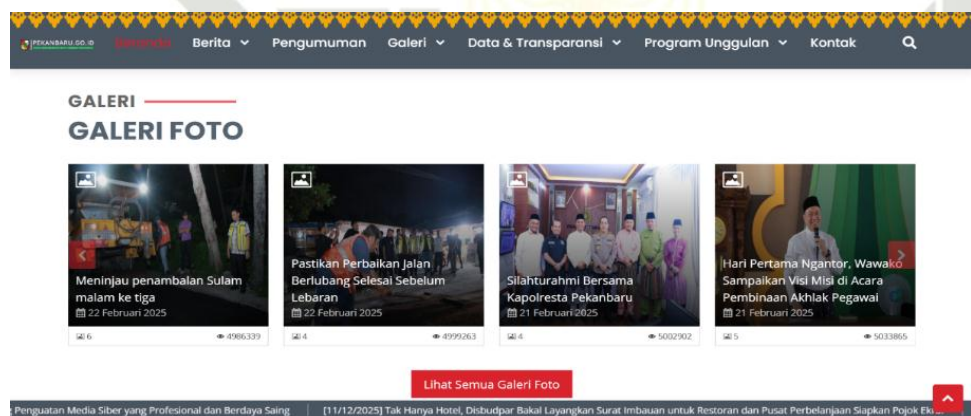 PEKANBARU.GO.ID Beranda Berita Pengumuman Galeri Data & Transparansi Program Unggulan Kontak
GALERI
GALERI FOTO
Meninjau penambalan Sulam
malam ke tiga
22 Februari 2025
6 4986339
Pastikan Perbaikan Jalan
Berlubang Selesai Sebelum
Lebaran
22 Februari 2025
4 4999263
Silahturahmi Bersama
Kapolresta Pekanbaru
21 Februari 2025
4 5002902
Hari Pertama Ngantor, Wawako
Sampaikan Visi Misi di Acara
Pembinaan Akhlak Pegawai
21 Februari 2025
5 5033865
Lihat Semua Galeri Foto
Penguatan Media Siber yang Profesional dan Berdaya Saing [11/12/2025] Tak Hanya Hotel, Disbudpar Bakal Layangkan Surat Imbauan untuk Restoran dan Pusat Perbelanjaan Siapkan Pojok